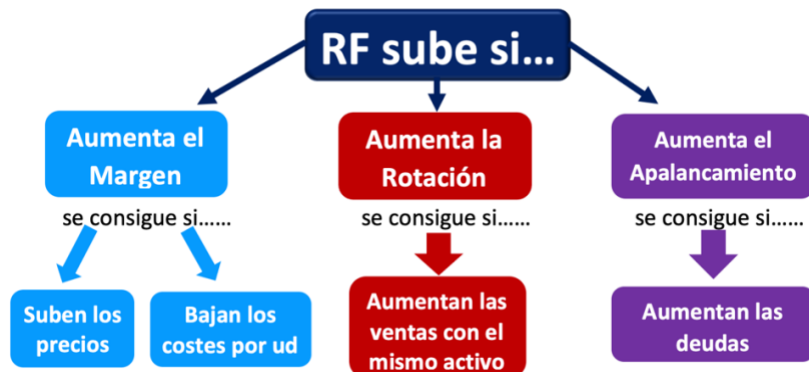 RF sube si...
Aumenta el
Margen
Aumenta la
Rotación
Aumenta el
Apalancamiento
se consigue si......
se consigue si......
se consigue si......
Suben los
precios
Bajan los
costes por ud
Aumentan las
ventas con el
mismo activo
Aumentan las
deudas